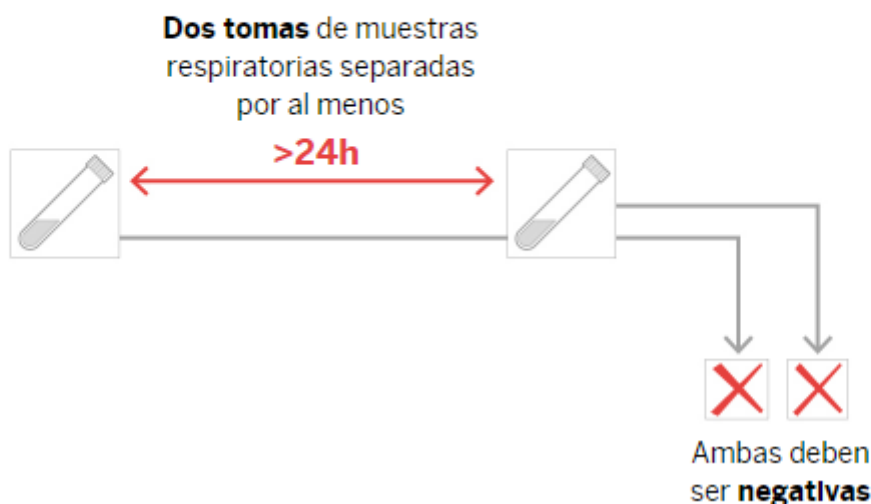 Dos tomas de muestras
respiratorias separadas
por al menos
>24h
Ambas deben
ser negativas